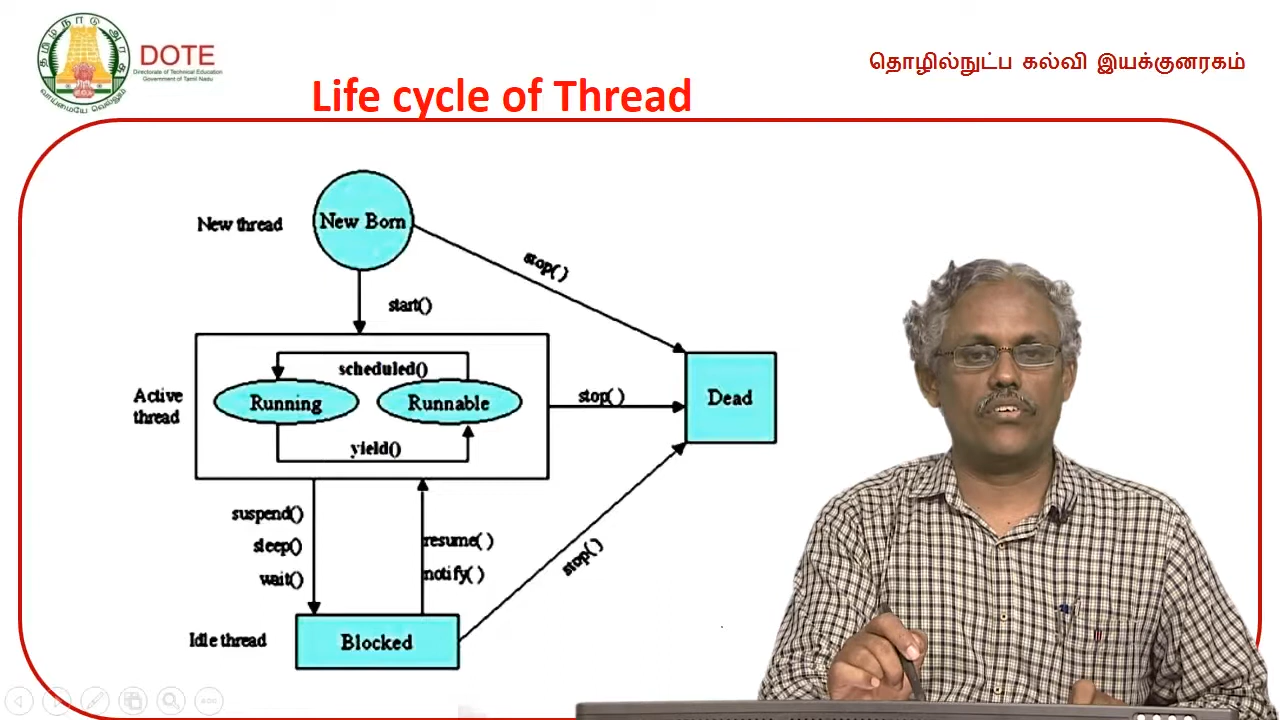 தமிழ்நாடு அரசு
வாய்மையே வெல்லும்
DOTE
Directorate of Technical Education
Government of Tamil Nadu
தொழில்நுட்ப கல்வி இயக்குனரகம்
Life cycle of Thread
New thread
New Born
stop( )
start()
scheduled()
Active
thread
Running
Runnable
stop( )
Dead
yield()
suspend()
sleep()
wait()
resume( )
notify( )
stop( )
Idle thread
Blocked